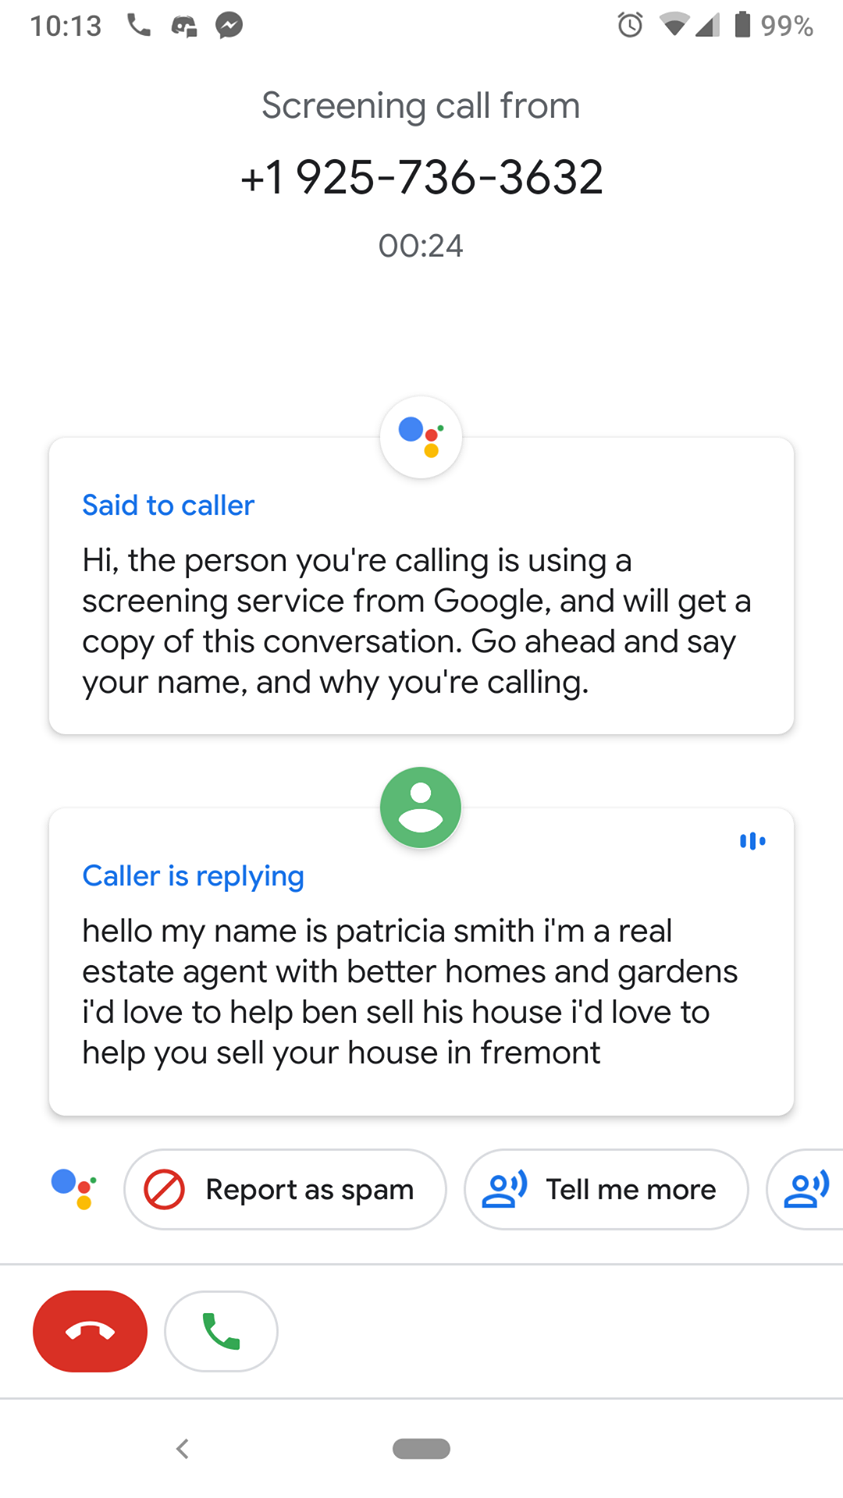 10:13
99%
Screening call from
+1 925-736-3632
00:24
Said to caller
Hi, the person you're calling is using a
screening service from Google, and will get a
copy of this conversation. Go ahead and say
your name, and why you're calling.
Caller is replying
hello my name is patricia smith i'm a real
estate agent with better homes and gardens
i'd love to help ben sell his house i'd love to
help you sell your house in fremont
Report as spam
Tell me more